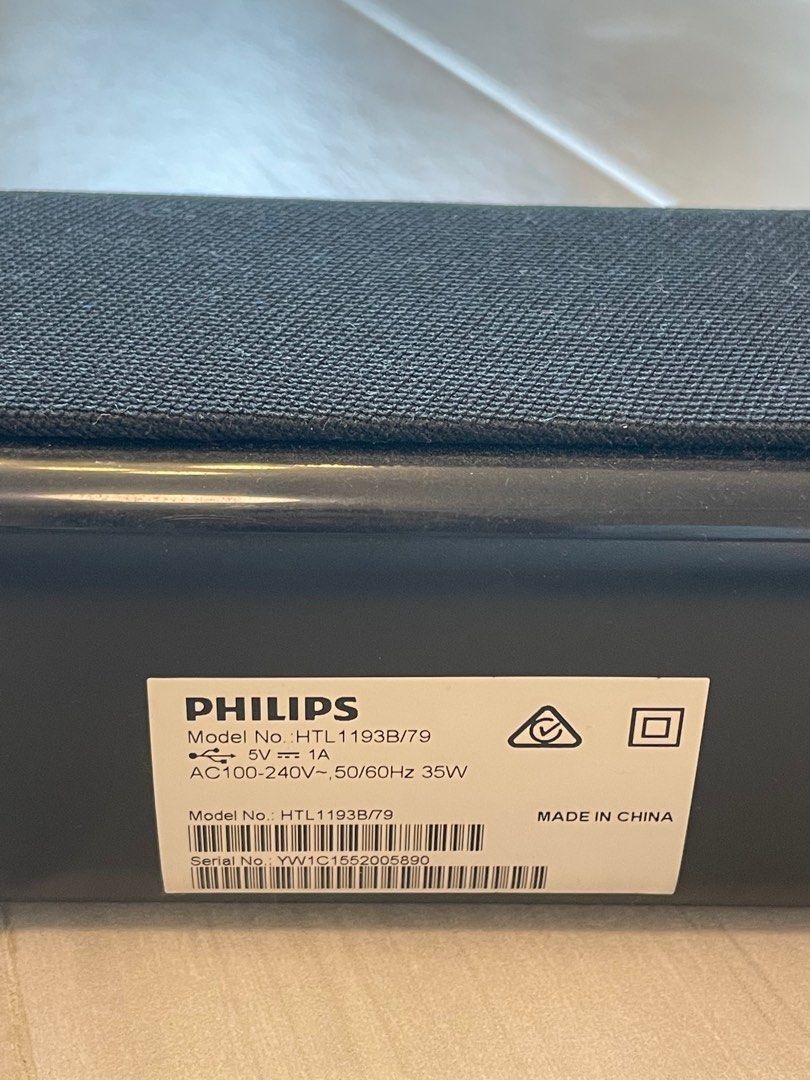 PHILIPS
Model No.:HTL1193B/79
5V ⎓ 1A
AC100-240V~,50/60Hz 35W
Model No.: HTL1193B/79
MADE IN CHINA
Serial No.: YW1C1552005890